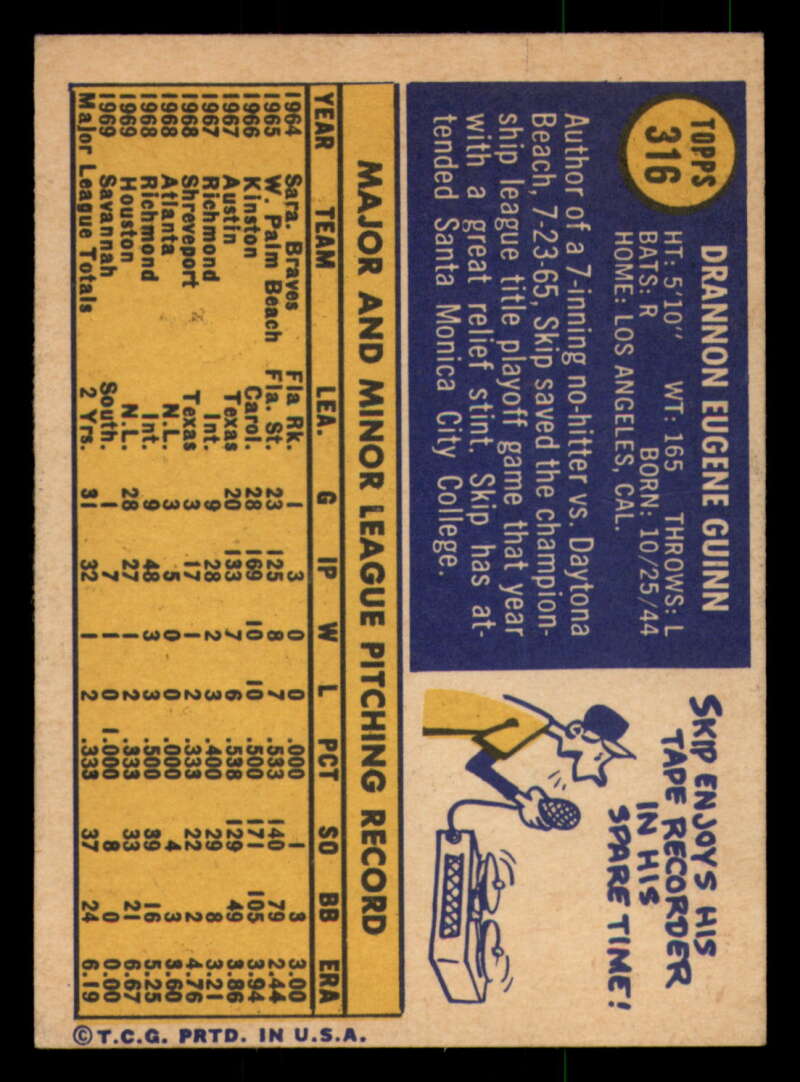 TOPPS
316
DRANNON EUGENE GUINN
HT: 5'10" WT: 165 THROWS: L
BATS: R BORN: 10/25/44
HOME: LOS ANGELES, CAL.
Author of a 7-inning no-hitter vs. Daytona
Beach, 7-23-65, Skip saved the champion-
ship league title playoff game that year
with a great relief stint. Skip has at-
tended Santa Monica City College.
SKIP ENJOYS HIS
TAPE RECORDER
IN HIS
SPARE TIME!
MAJOR AND MINOR LEAGUE PITCHING RECORD
YEAR TEAM LEA. G IP W L PCT SO BB ERA
1964 Sara. Braves Fla Rk. 1 3 0 0 .000 1 3 3.00
1965 W. Palm Beach Fla. St. 23 125 8 7 .533 140 79 2.44
1966 Kinston Carol. 28 169 10 10 .500 171 105 3.94
1967 Austin Texas 20 133 7 6 .538 129 49 3.86
1967 Richmond Int. 9 28 2 3 .400 29 8 3.21
1968 Shreveport Texas 3 17 1 2 .333 22 2 4.76
1968 Atlanta N.L. 3 5 0 0 .000 4 3 3.60
1968 Richmond Int. 9 48 3 3 .500 39 16 5.25
1969 Houston N.L. 28 27 1 2 .333 33 21 6.67
1969 Savannah South. 1 7 1 0 1.000 8 0 0.00
Major League Totals 2 Yrs. 31 32 1 2 .333 37 24 6.19
© T.C.G. PRTD. IN U.S.A.